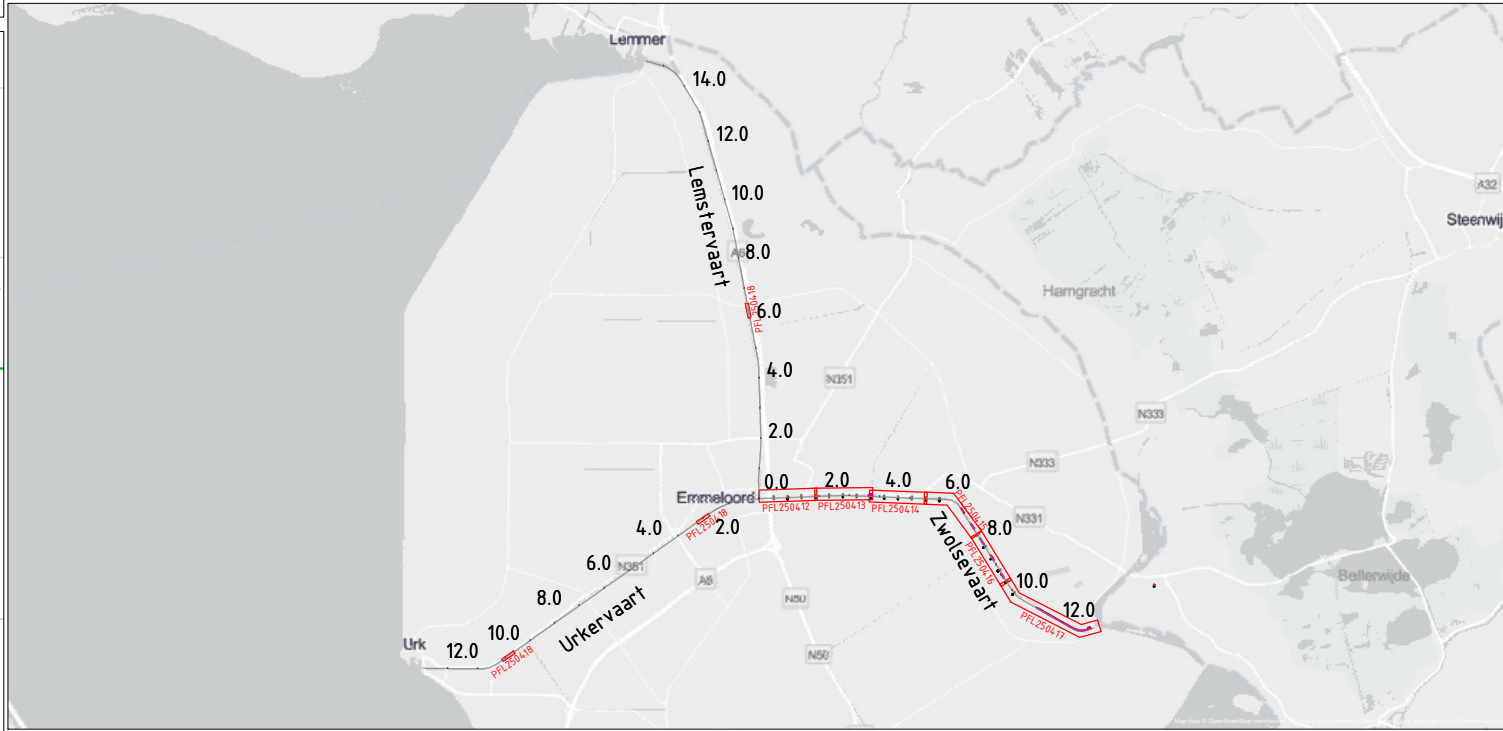 Lemmer
14.0
12.0
A32
Lemstervaart
10.0
Steenwij
8.0
Hamgracht
PFL250418
6.0
4.0
N351
N333
2.0
N333
0.0
2.0
4.0
6.0
Emmeloord
PFL250412
PFL250413
PFL250414
PFL250415
N331
PFL250418
2.0
4.0
8.0
Zwolsevaart
PFL250416
6.0
N351
A6
Belterwijde
10.0
8.0
N50
Urkervaart
12.0
PFL250417
10.0
Urk
12.0
PFL250418
N50